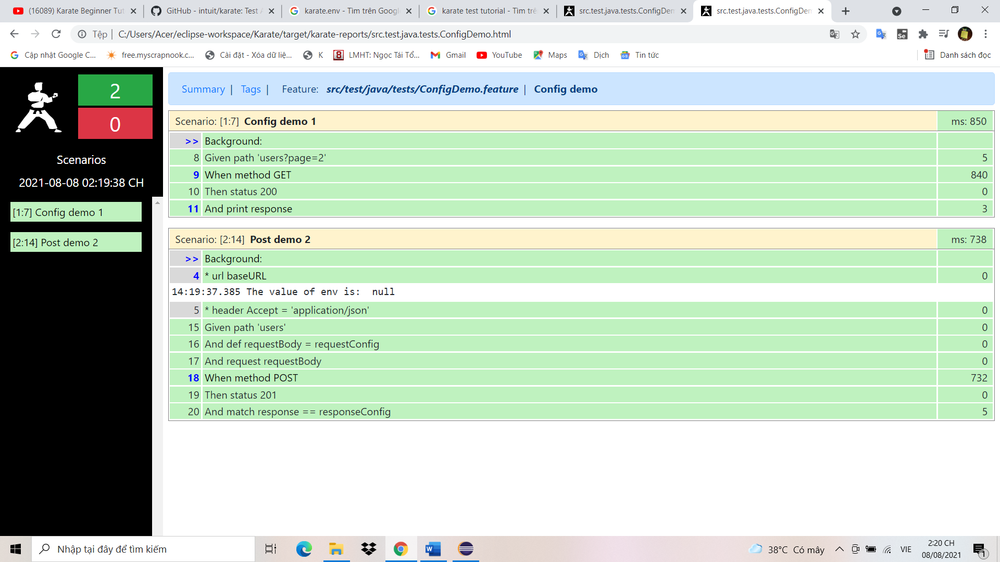 (16089) Karate Beginner Tut
GitHub - intuit/karate: Test A
karate.env - Tìm trên Googl
karate test tutorial - Tìm trê
src.test.java.tests.ConfigDem
src.test.java.tests.ConfigDem
Tệp | C:/Users/Acer/eclipse-workspace/Karate/target/karate-reports/src.test.java.tests.ConfigDemo.html
Se
Cập nhật Google C...
free.myscrapnook.c...
Cài đặt - Xóa dữ liệ...
K
LMHT: Ngọc Tái Tổ...
Gmail
YouTube
Maps
Dịch
Tin tức
Danh sách đọc
2
0
Scenarios
2021-08-08 02:19:38 CH
[1:7] Config demo 1
[2:14] Post demo 2
Summary | Tags | Feature: src/test/java/tests/ConfigDemo.feature | Config demo
Scenario: [1:7] Config demo 1 ms: 850
>> Background:
8 Given path 'users?page=2' 5
9 When method GET 840
10 Then status 200 0
11 And print response 3
Scenario: [2:14] Post demo 2 ms: 738
>> Background:
4 * url baseURL 0
14:19:37.385 The value of env is:  null
5 * header Accept = 'application/json' 0
15 Given path 'users' 0
16 And def requestBody = requestConfig 0
17 And request requestBody 0
18 When method POST 732
19 Then status 201 0
20 And match response == responseConfig 5
Nhập tại đây để tìm kiếm
38°C Có mây
VIE
2:20 CH
08/08/2021
1